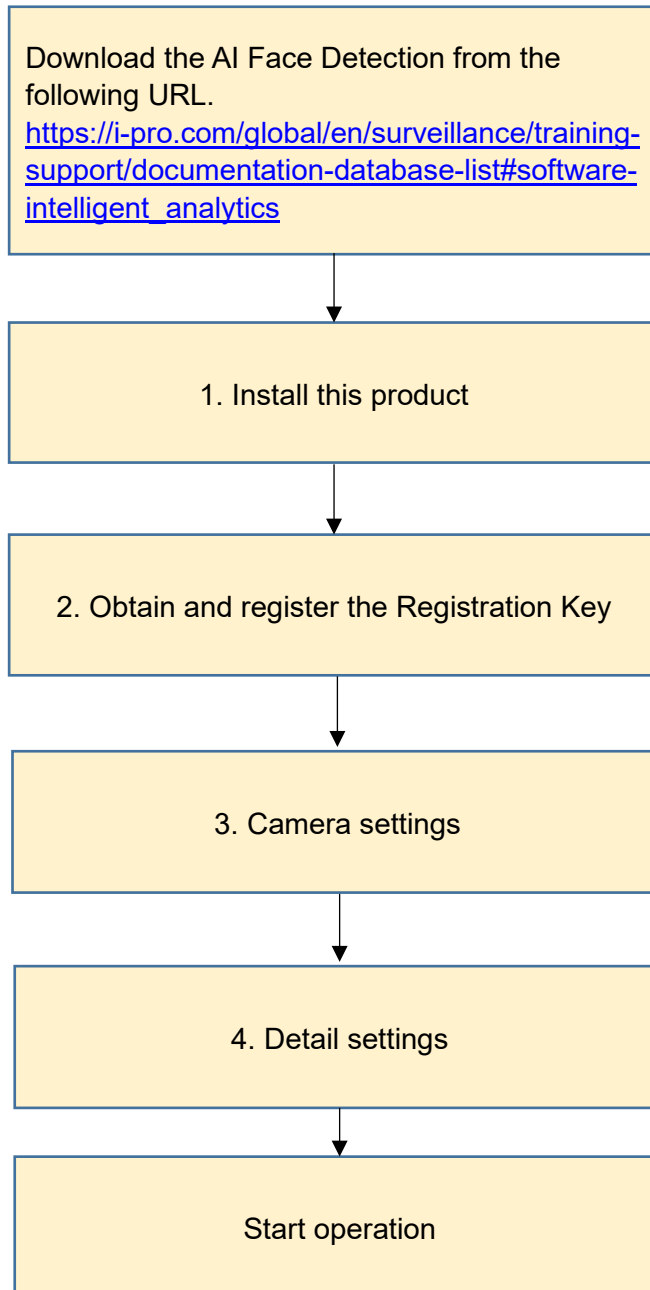 Download the AI Face Detection from the
following URL.
https://i-pro.com/global/en/surveillance/training-
support/documentation-database-list#software-
intelligent_analytics
1. Install this product
2. Obtain and register the Registration Key
3. Camera settings
4. Detail settings
Start operation